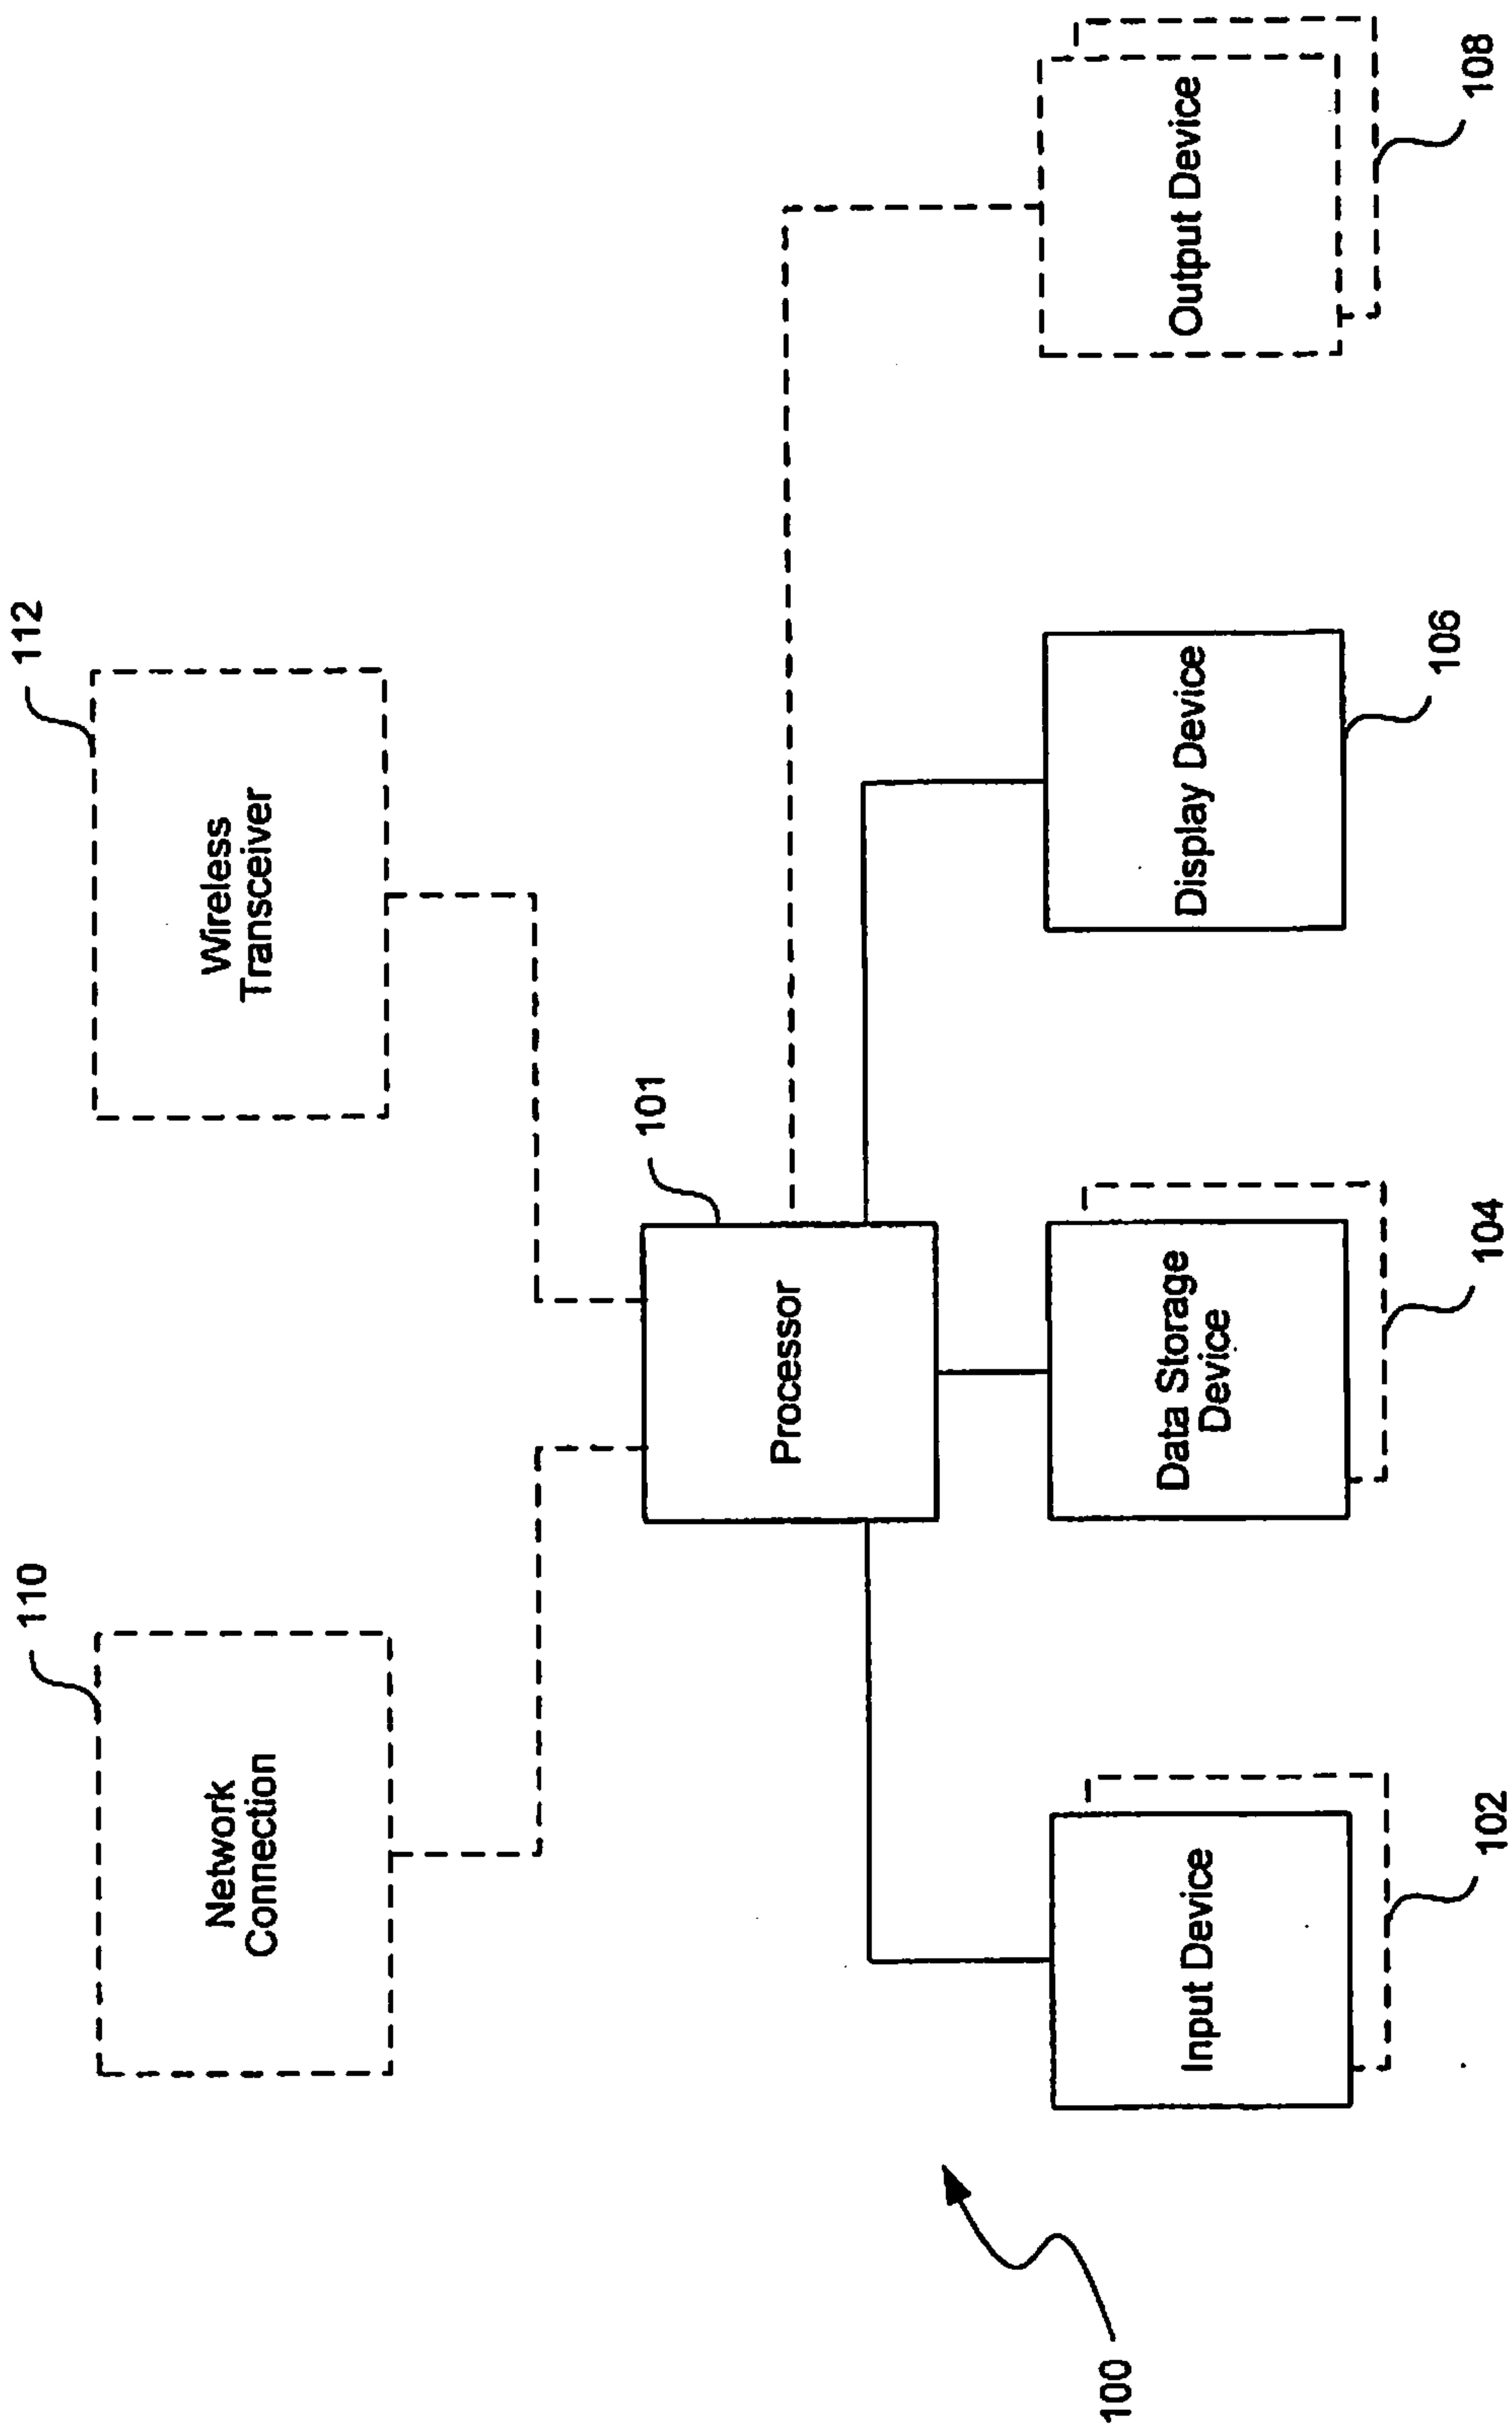 110
Network
Connection
112
Wireless
Transceiver
101
Processor
Input Device
102
Data Storage
Device
104
Display Device
106
Output Device
108
100